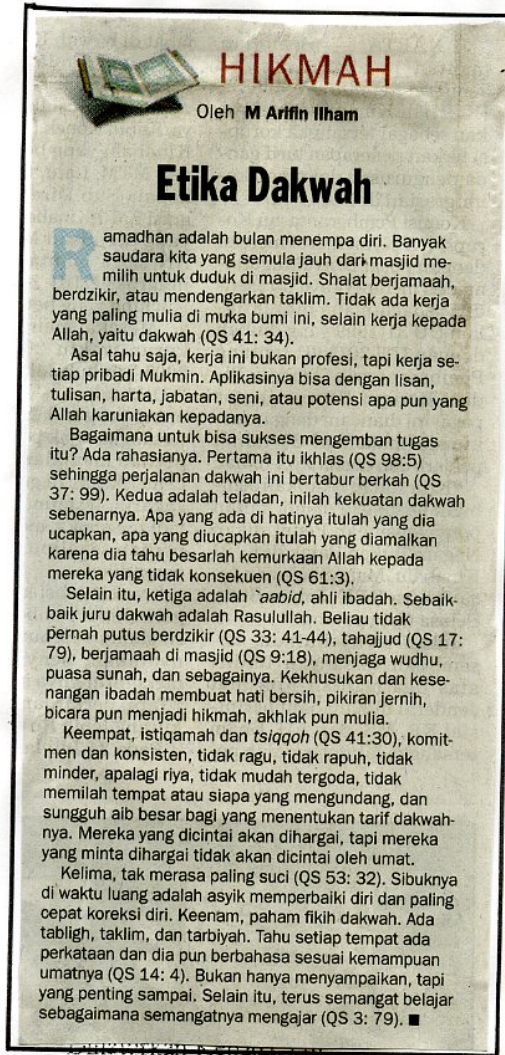 HIKMAH
Oleh M Arifin Ilham
Etika Dakwah
Ramadhan adalah bulan menempa diri. Banyak
saudara kita yang semula jauh dari masjid me-
milih untuk duduk di masjid. Shalat berjamaah,
berdzikir, atau mendengarkan taklim. Tidak ada kerja
yang paling mulia di muka bumi ini, selain kerja kepada
Allah, yaitu dakwah (QS 41: 34).
Asal tahu saja, kerja ini bukan profesi, tapi kerja se-
tiap pribadi Mukmin. Aplikasinya bisa dengan lisan,
tulisan, harta, jabatan, seni, atau potensi apa pun yang
Allah karuniakan kepadanya.
Bagaimana untuk bisa sukses mengemban tugas
itu? Ada rahasianya. Pertama itu ikhlas (QS 98:5)
sehingga perjalanan dakwah ini bertabur berkah (QS
37: 99). Kedua adalah teladan, inilah kekuatan dakwah
sebenarnya. Apa yang ada di hatinya itulah yang dia
ucapkan, apa yang diucapkan itulah yang diamalkan
karena dia tahu besarlah kemurkaan Allah kepada
mereka yang tidak konsekuen (QS 61:3).
Selain itu, ketiga adalah `aabid, ahli ibadah. Sebaik-
baik juru dakwah adalah Rasulullah. Beliau tidak
pernah putus berdzikir (QS 33: 41-44), tahajjud (QS 17:
79), berjamaah di masjid (QS 9:18), menjaga wudhu,
puasa sunah, dan sebagainya. Kekhusukan dan kese-
nangan ibadah membuat hati bersih, pikiran jernih,
bicara pun menjadi hikmah, akhlak pun mulia.
Keempat, istiqamah dan tsiqqoh (QS 41:30), komit-
men dan konsisten, tidak ragu, tidak rapuh, tidak
minder, apalagi riya, tidak mudah tergoda, tidak
memilah tempat atau siapa yang mengundang, dan
sungguh aib besar bagi yang menentukan tarif dakwah-
nya. Mereka yang dicintai akan dihargai, tapi mereka
yang minta dihargai tidak akan dicintai oleh umat.
Kelima, tak merasa paling suci (QS 53: 32). Sibuknya
di waktu luang adalah asyik memperbaiki diri dan paling
cepat koreksi diri. Keenam, paham fikih dakwah. Ada
tabligh, taklim, dan tarbiyah. Tahu setiap tempat ada
perkataan dan dia pun berbahasa sesuai kemampuan
umatnya (QS 14: 4). Bukan hanya menyampaikan, tapi
yang penting sampai. Selain itu, terus semangat belajar
sebagaimana semangatnya mengajar (QS 3: 79). ■